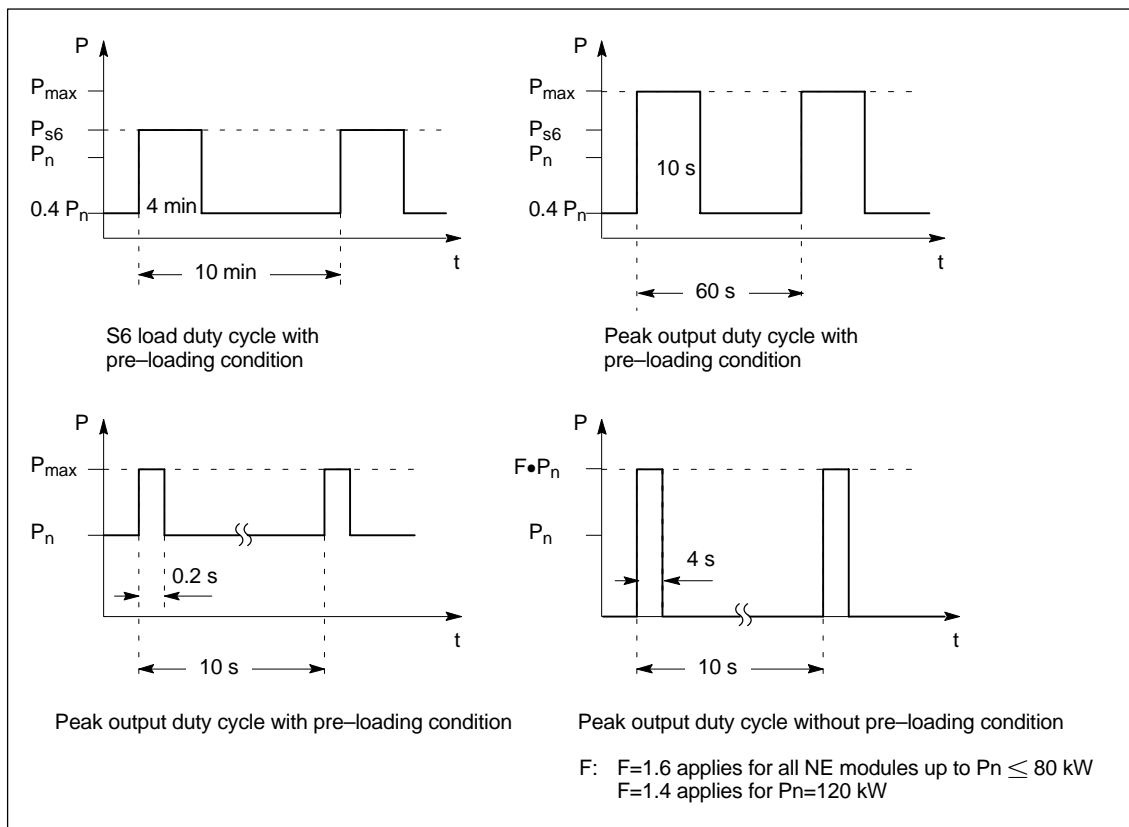 P
P_max
P_s6
P_n
0.4 P_n
4 min
t
10 min
S6 load duty cycle with
pre–loading condition
P
P_max
P_s6
P_n
0.4 P_n
10 s
t
60 s
Peak output duty cycle with
pre–loading condition
P
P_max
P_n
0.2 s
t
10 s
Peak output duty cycle with pre–loading condition
P
F•P_n
P_n
4 s
t
10 s
Peak output duty cycle without pre–loading condition
F: F=1.6 applies for all NE modules up to Pn ≤ 80 kW
F=1.4 applies for Pn=120 kW